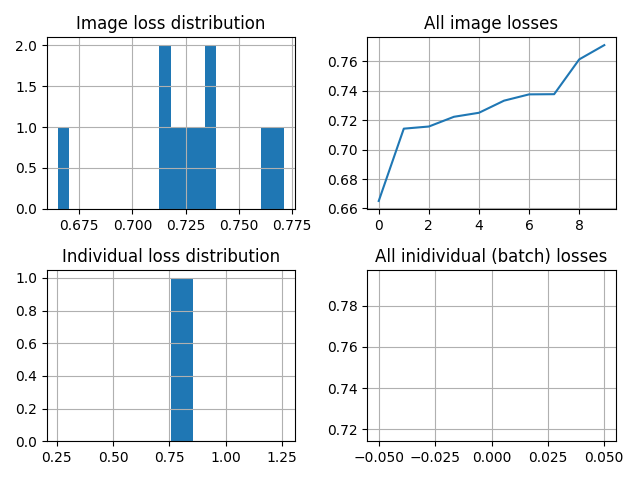 Image loss distribution
2.0
1.5
1.0
0.5
0.0
0.675 0.700 0.725 0.750 0.775
All image losses
0.76
0.74
0.72
0.70
0.68
0.66
0 2 4 6 8
Individual loss distribution
1.0
0.8
0.6
0.4
0.2
0.0
0.25 0.50 0.75 1.00 1.25
All inidividual (batch) losses
0.78
0.76
0.74
0.72
−0.050 −0.025 0.000 0.025 0.050